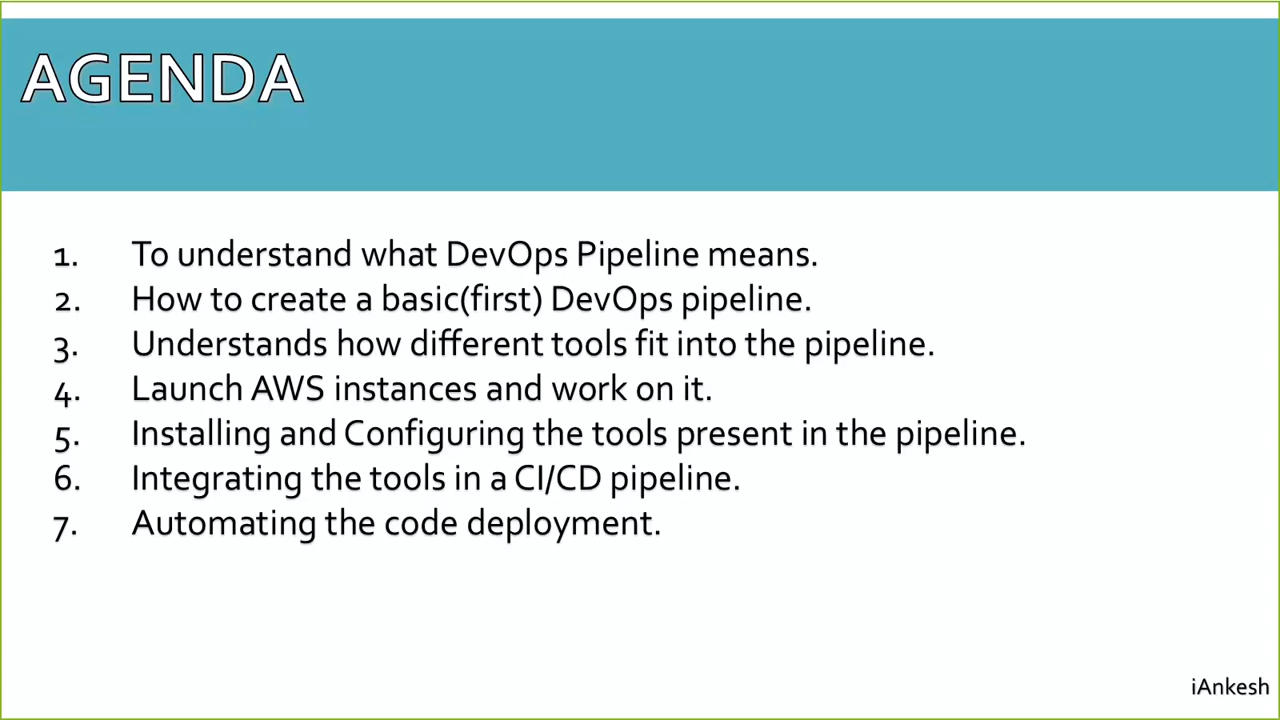 AGENDA
1. To understand what DevOps Pipeline means.
2. How to create a basic(first) DevOps pipeline.
3. Understands how different tools fit into the pipeline.
4. Launch AWS instances and work on it.
5. Installing and Configuring the tools present in the pipeline.
6. Integrating the tools in a CI/CD pipeline.
7. Automating the code deployment.
iAnkesh